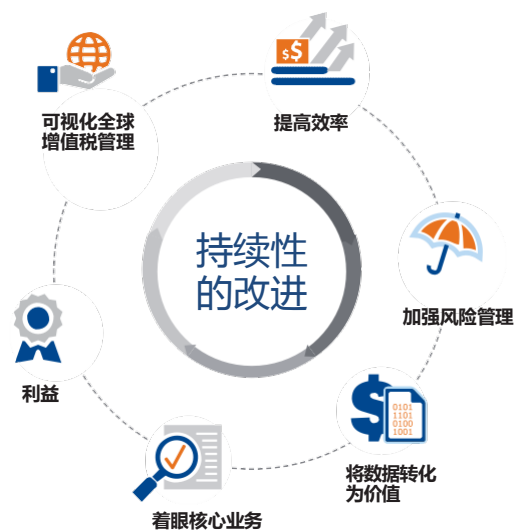 $$
可视化全球
增值税管理
提高效率
持续性
的改进
加强风险管理
利益
$
0101
1101
0100
1001
将数据转化
为价值
着眼核心业务